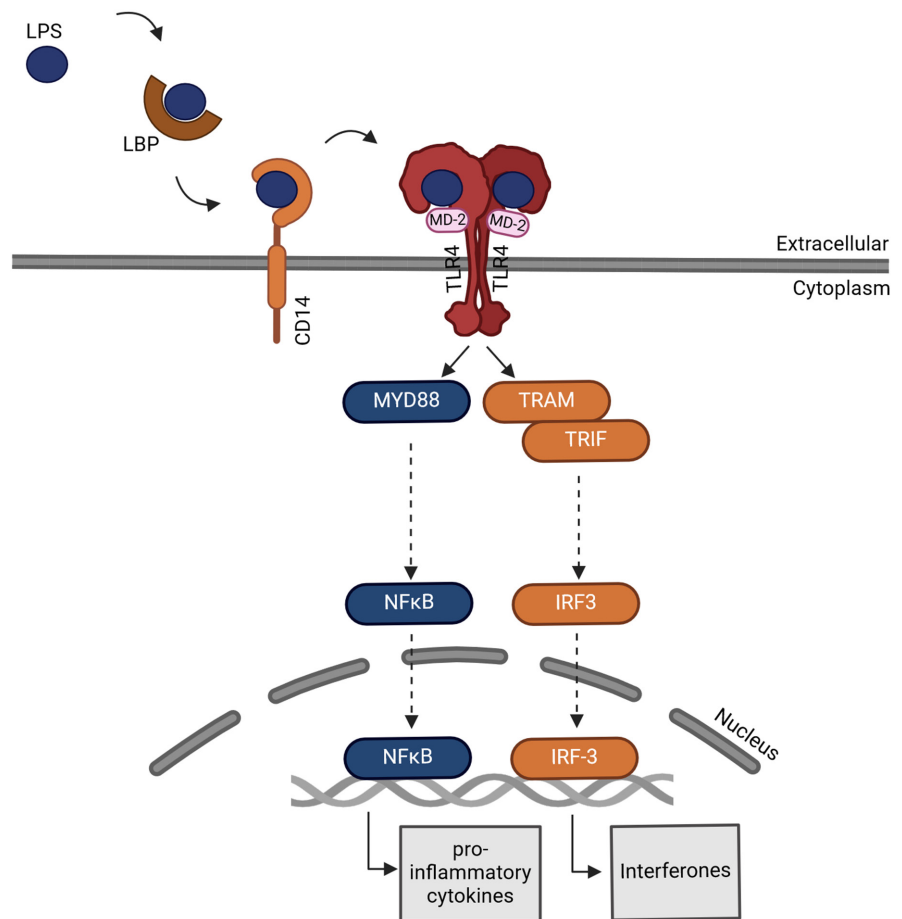 LPS
LBP
CD14
MD-2
MD-2
TLR4
TLR4
Extracellular
Cytoplasm
MYD88
TRAM
TRIF
NFκB
IRF3
Nucleus
NFκB
IRF-3
pro-
inflammatory
cytokines
Interferones